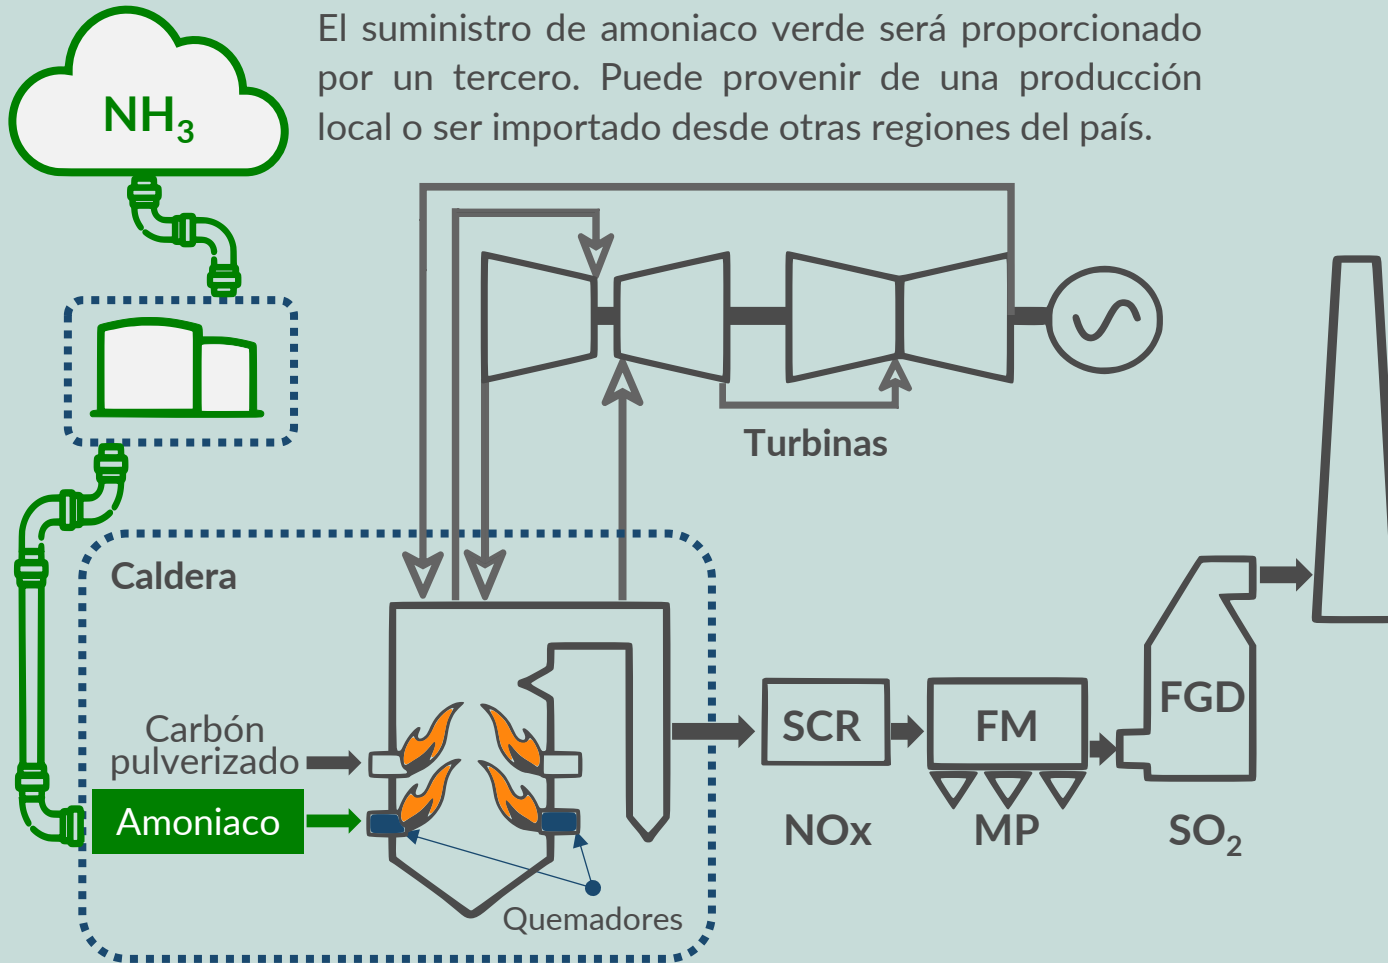 El suministro de amoniaco verde será proporcionado
por un tercero. Puede provenir de una producción
local o ser importado desde otras regiones del país.
NH₃
Turbinas
Caldera
Carbón
pulverizado
Amoniaco
Quemadores
SCR
FM
FGD
NOx
MP
SO₂